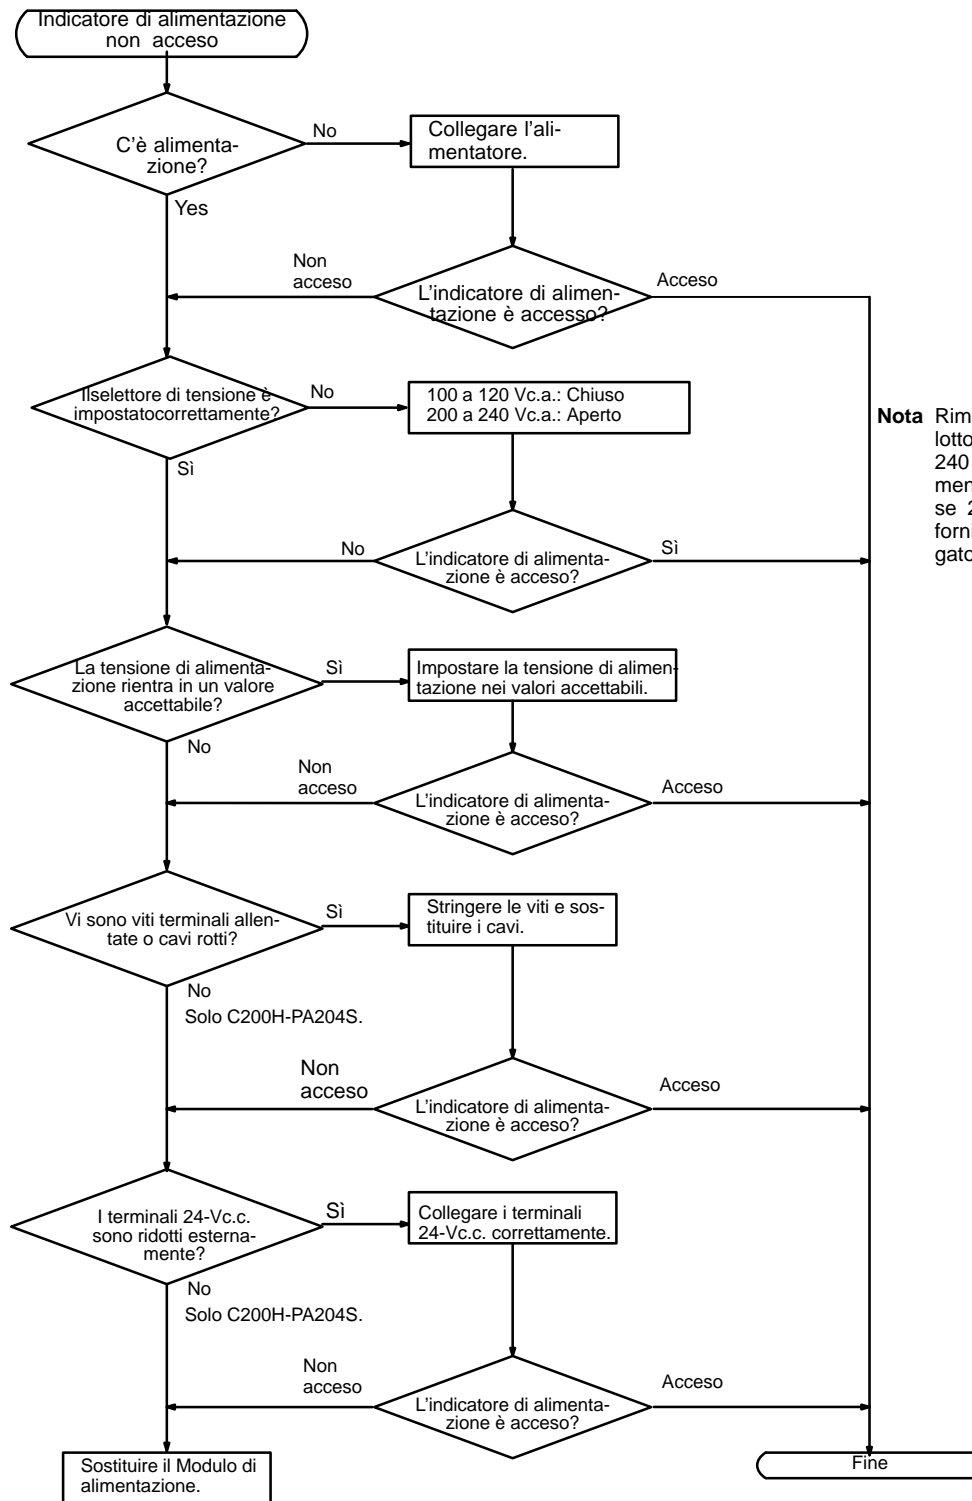 Indicatore di alimentazione
non acceso
C'è alimenta-
zione?
No
Collegare l'ali-
mentatore.
Yes
Non
acceso
L'indicatore di alimen-
tazione è accesso?
Acceso
Ilselettore di tensione è
impostatocorrettamente?
No
100 a 120 Vc.a.: Chiuso
200 a 240 Vc.a.: Aperto
Nota
Sì
240
se 2
No
L'indicatore di alimenta-
zione è acceso?
Sì
La tensione di alimenta-
zione rientra in un valore
accettabile?
Sì
Impostare la tensione di alimen-
tazione nei valori accettabili.
No
Non
acceso
L'indicatore di alimenta-
zione è acceso?
Acceso
Vi sono viti terminali allen-
tate o cavi rotti?
Sì
Stringere le viti e sos-
tituire i cavi.
No
Solo C200H-PA204S.
Non
acceso
L'indicatore di alimenta-
zione è acceso?
Acceso
I terminali 24-Vc.c.
sono ridotti esterna-
mente?
Sì
Collegare i terminali
24-Vc.c. correttamente.
No
Solo C200H-PA204S.
Non
acceso
L'indicatore di alimenta-
zione è acceso?
Acceso
Sostituire il Modulo di
alimentazione.
Fine